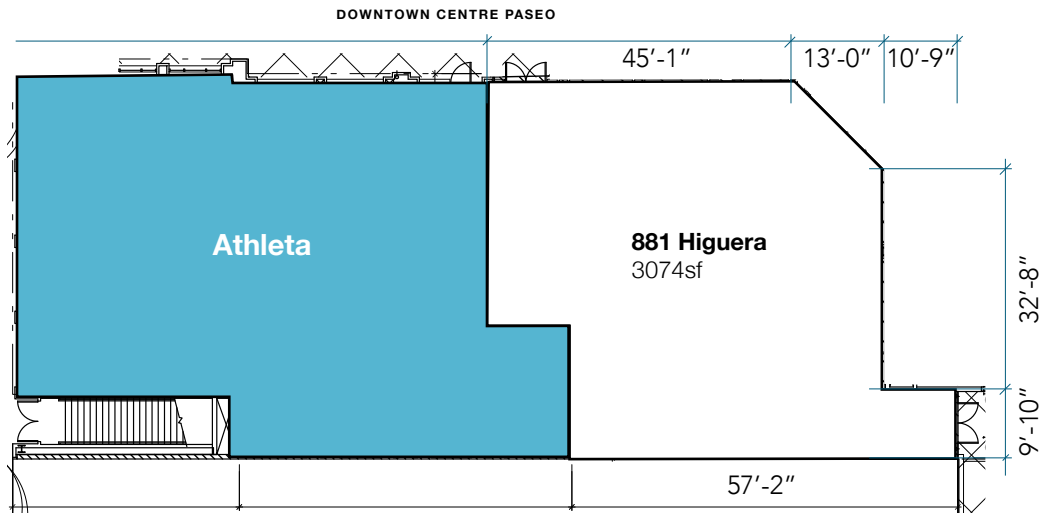 DOWNTOWN CENTRE PASEO
45′-1″ 13′-0″ 10′-9″
Athleta
881 Higuera
3074sf
32′-8″
9′-10″
57′-2″